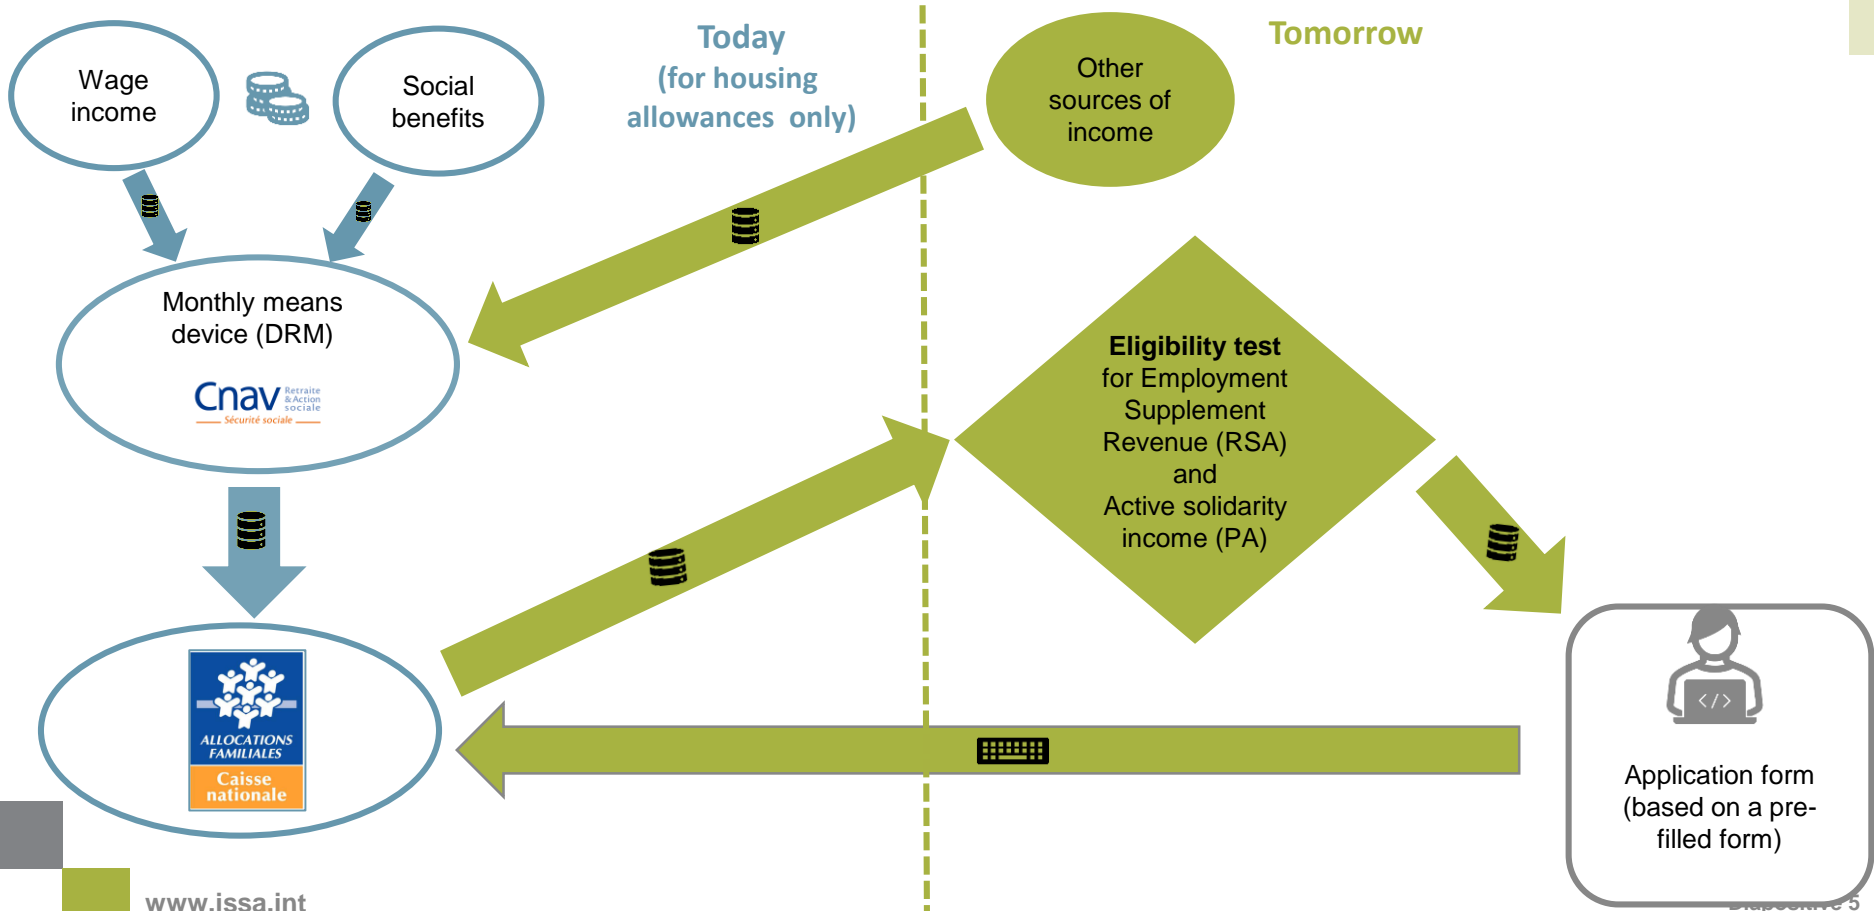 Today
(for housing
allowances only)
Tomorrow
Wage
income
Social
benefits
Other
sources of
income
Monthly means
device (DRM)
Cnav
Retraite
& Action
sociale
Sécurité sociale
Eligibility test
for Employment
Supplement
Revenue (RSA)
and
Active solidarity
income (PA)
ALLOCATIONS
FAMILIALES
Caisse
nationale
</>
Application form
(based on a pre-
filled form)
www.issa.int
Diapositive 5